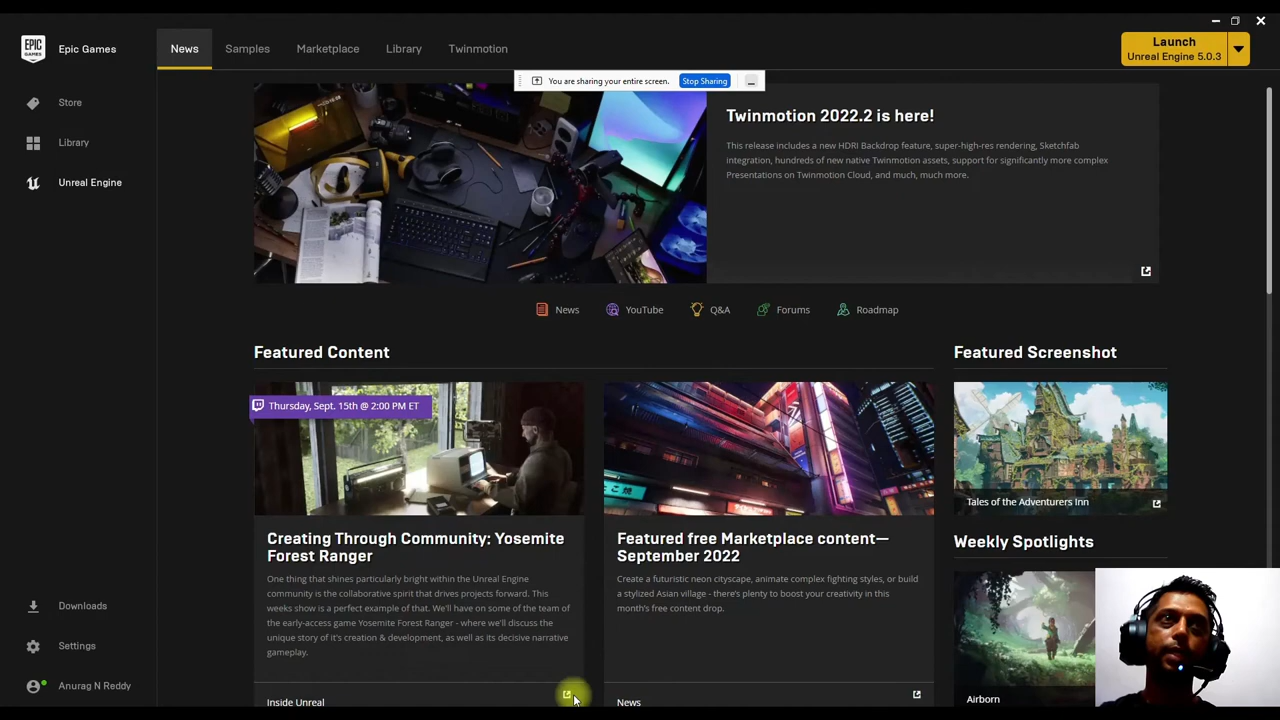 EPIC GAMES
Epic Games
News
Samples
Marketplace
Library
Twinmotion
Launch
Unreal Engine 5.0.3
You are sharing your entire screen.
Stop Sharing
Store
Library
Unreal Engine
Twinmotion 2022.2 is here!
This release includes a new HDRI Backdrop feature, super-high-res rendering, Sketchfab
integration, hundreds of new native Twinmotion assets, support for significantly more complex
Presentations on Twinmotion Cloud, and much, much more.
News
YouTube
Q&A
Forums
Roadmap
Featured Content
Thursday, Sept. 15th @ 2:00 PM ET
Creating Through Community: Yosemite
Forest Ranger
One thing that shines particularly bright within the Unreal Engine
community is the collaborative spirit that drives projects forward. This
weeks show is a perfect example of that. We'll have on some of the team of
the early-access game Yosemite Forest Ranger - where we'll discuss the
unique story of it's creation & development, as well as its decisive narrative
gameplay.
Inside Unreal
Featured free Marketplace content—
September 2022
Create a futuristic neon cityscape, animate complex fighting styles, or build
a stylized Asian village - there's plenty to boost your creativity in this
month's free content drop.
News
Featured Screenshot
Tales of the Adventurers Inn
Weekly Spotlights
Airborn
Downloads
Settings
Anurag N Reddy